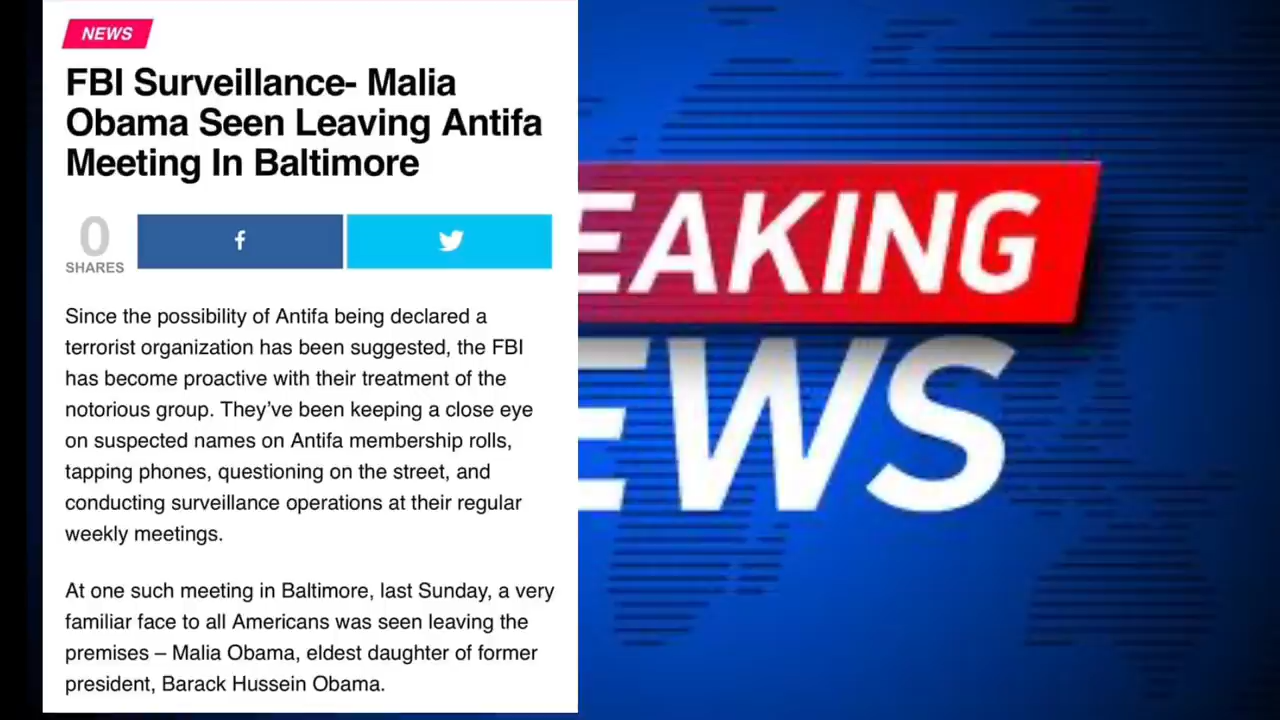 NEWS
FBI Surveillance- Malia
Obama Seen Leaving Antifa
Meeting In Baltimore
0
SHARES
Since the possibility of Antifa being declared a
terrorist organization has been suggested, the FBI
has become proactive with their treatment of the
notorious group. They’ve been keeping a close eye
on suspected names on Antifa membership rolls,
tapping phones, questioning on the street, and
conducting surveillance operations at their regular
weekly meetings.
At one such meeting in Baltimore, last Sunday, a very
familiar face to all Americans was seen leaving the
premises – Malia Obama, eldest daughter of former
president, Barack Hussein Obama.
EAKING
EWS